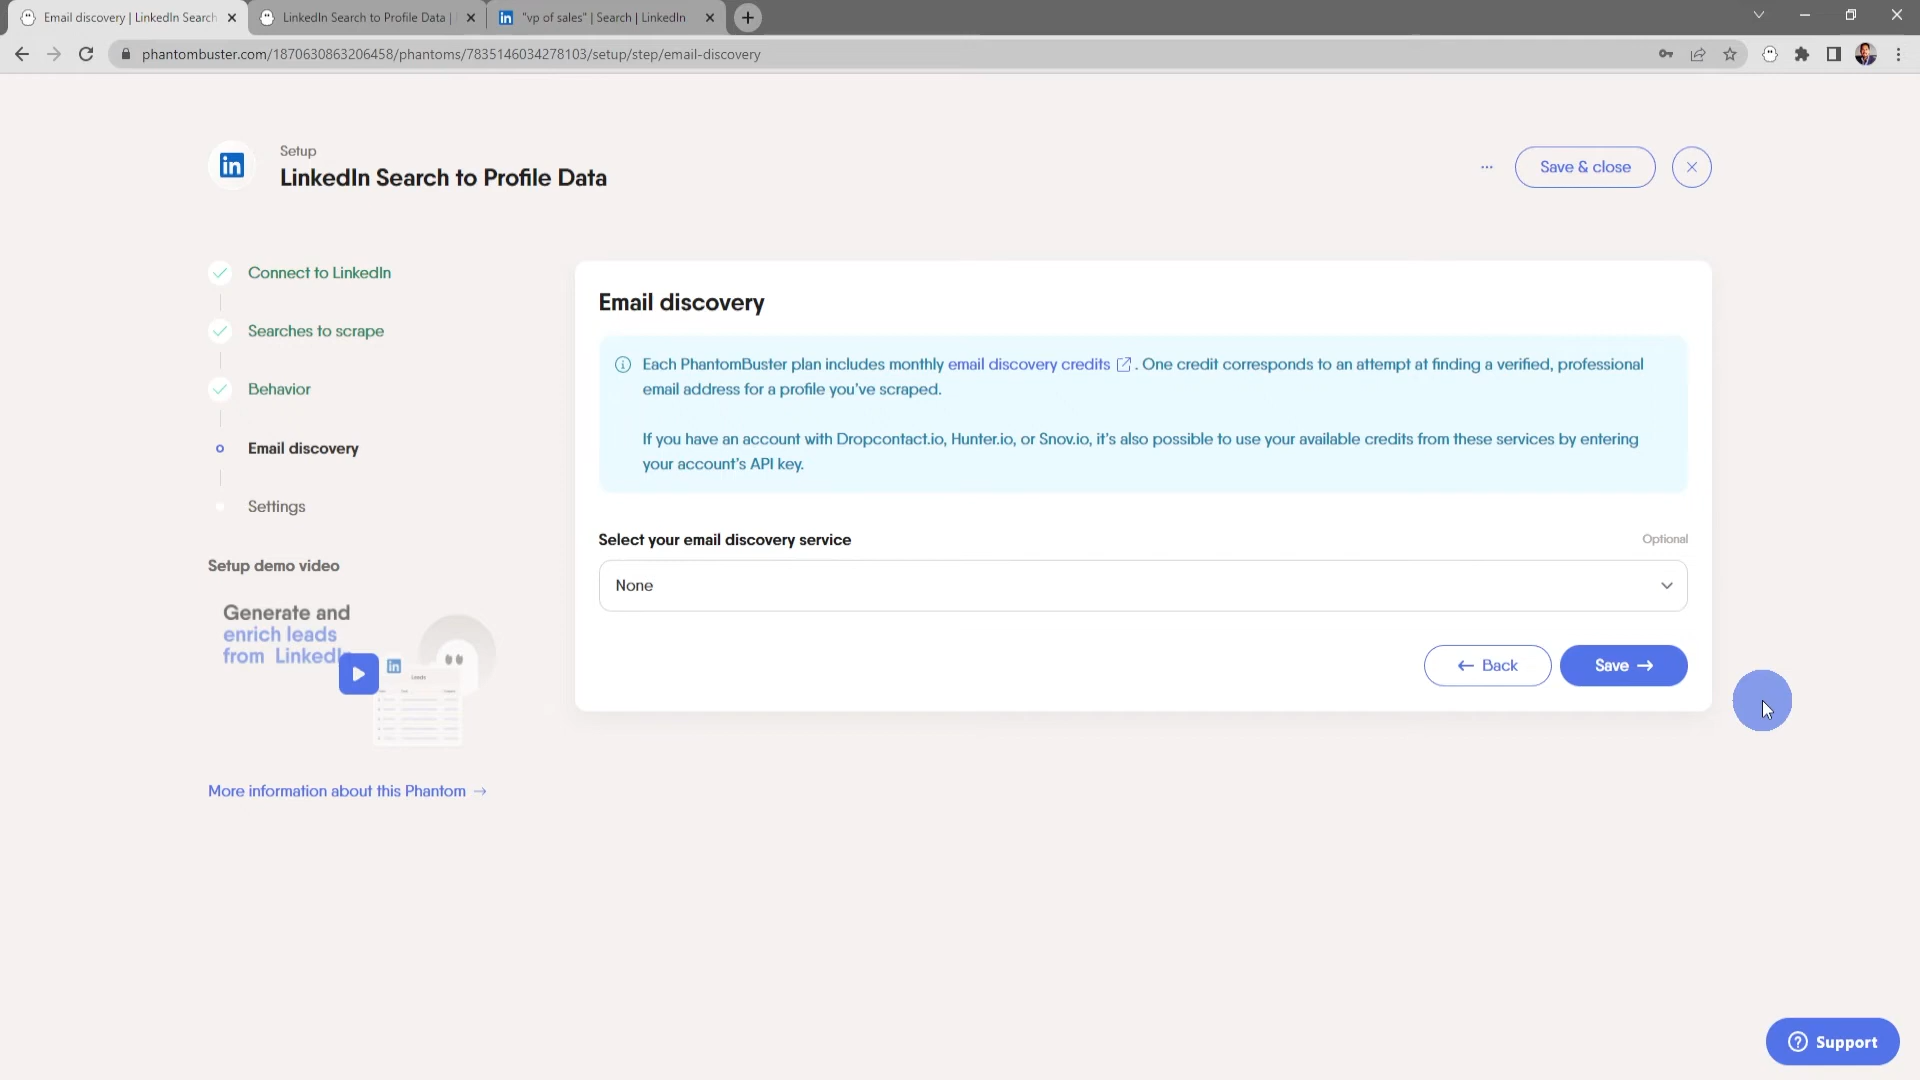 Email discovery | LinkedIn Search
LinkedIn Search to Profile Data |
"vp of sales" | Search | LinkedIn
phantombuster.com/1870630863206458/phantoms/7835146034278103/setup/step/email-discovery
Setup
LinkedIn Search to Profile Data
Save & close
Connect to LinkedIn
Searches to scrape
Behavior
Email discovery
Settings
Setup demo video
Generate and
enrich leads
from LinkedIn
Leads
More information about this Phantom →
Email discovery
Each PhantomBuster plan includes monthly email discovery credits. One credit corresponds to an attempt at finding a verified, professional
email address for a profile you've scraped.
If you have an account with Dropcontact.io, Hunter.io, or Snov.io, it's also possible to use your available credits from these services by entering
your account's API key.
Select your email discovery service
Optional
None
← Back
Save →
Support